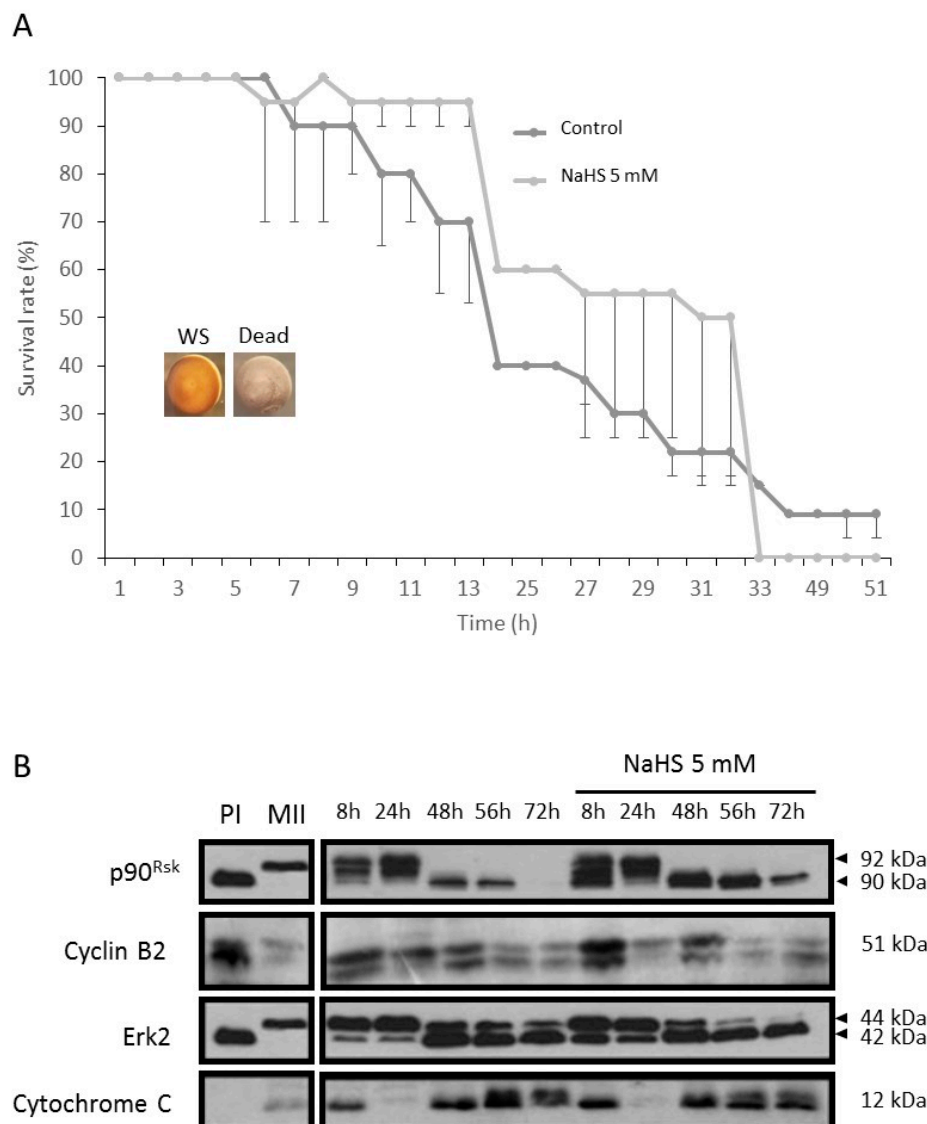 A
100
90
80
70
60
50
40
30
20
10
0
Survival rate (%)
Control
NaHS 5 mM
WS Dead
1 3 5 7 9 11 13 25 27 29 31 33 49 51
Time (h)
B
NaHS 5 mM
PI MII 8h 24h 48h 56h 72h 8h 24h 48h 56h 72h
p90Rsk
92 kDa
90 kDa
Cyclin B2
51 kDa
Erk2
44 kDa
42 kDa
Cytochrome C
12 kDa